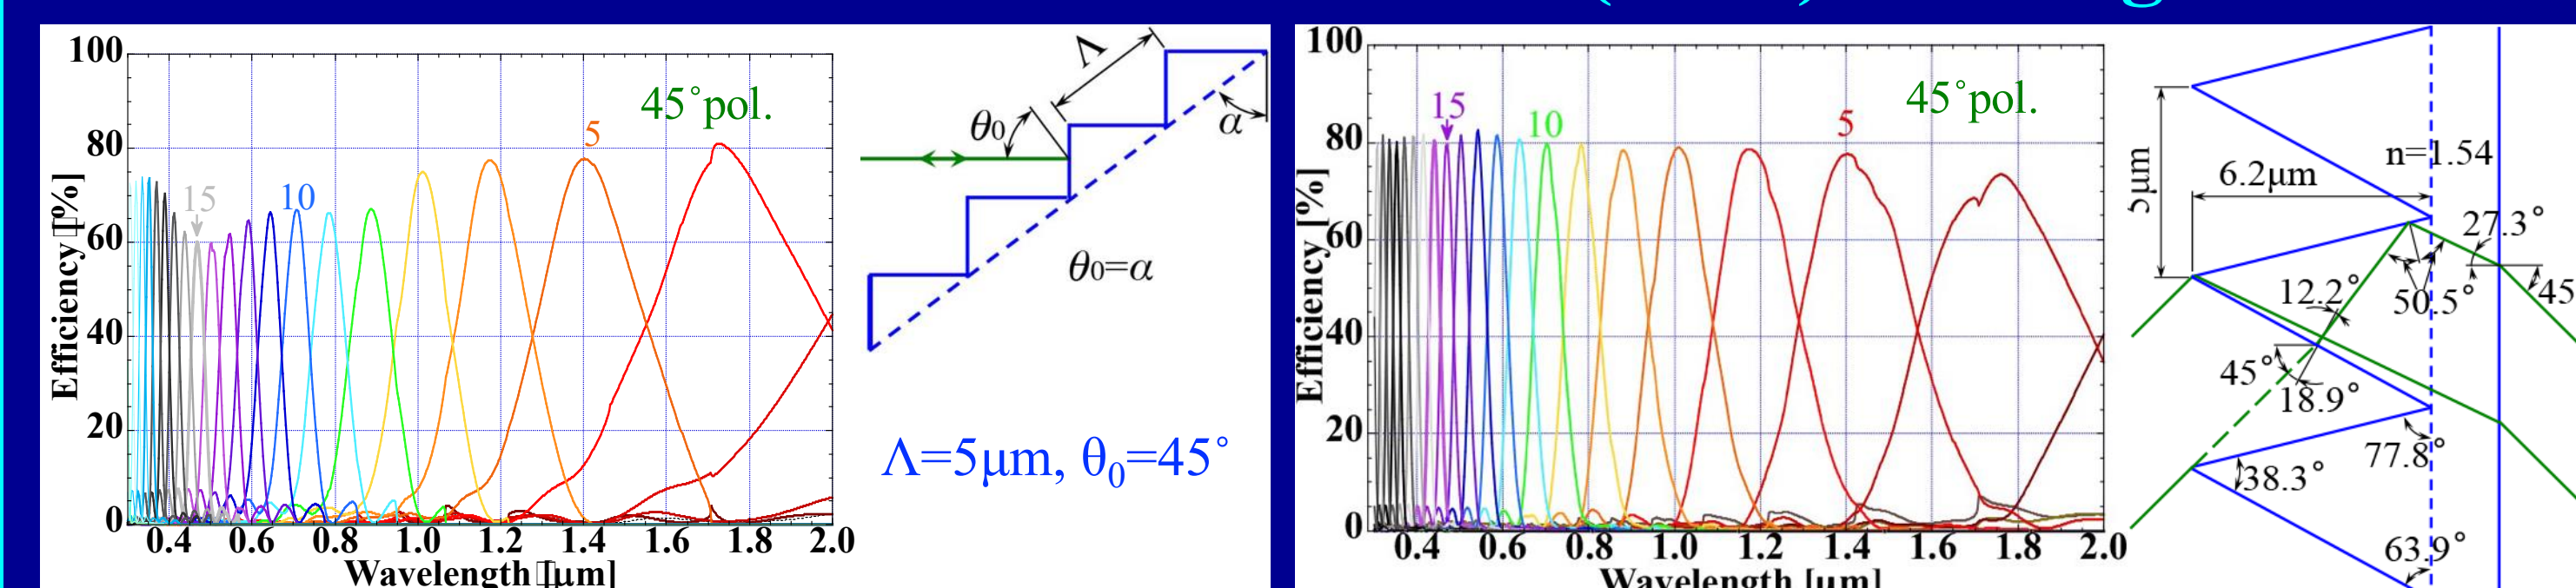 100
80
60
40
20
0
Efficiency [%]
0.4 0.6 0.8 1.0 1.2 1.4 1.6 1.8 2.0
Wavelength [μm]
45°pol.
15
10
5
Λ
θ0
α
θ0=α
Λ=5μm, θ0=45°
100
80
60
40
20
0
Efficiency [%]
0.4 0.6 0.8 1.0 1.2 1.4 1.6 1.8 2.0
Wavelength [μm]
45°pol.
15
10
5
5μm
6.2μm
n=1.54
27.3°
12.2°
50.5°
45
45°
18.9°
77.8°
38.3°
63.9°